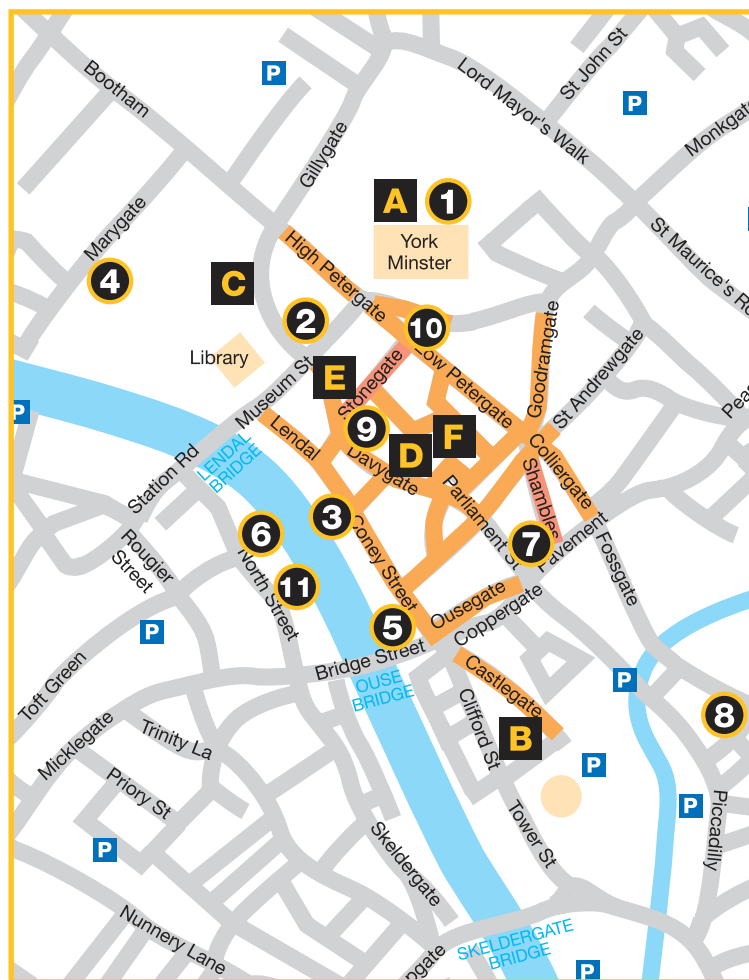 Bootham
P
Gillygate
Lord Mayor's Walk
St John St
P
Monkgate
Marygate
A
1
York
Minster
St Maurice's Ro
4
C
High Petergate
2
10
Library
Museum St
E
Stonegate
Low Petergate
Goodramgate
St Andrewgate
Peas
P
Lendal
9
D
F
Davygate
Colliergate
Station Rd
LENDAL
BRIDGE
Parliament St
Shambles
3
Coney Street
7
Pavement
Fossgate
6
Rougier
Street
North Street
11
P
5
Ousegate
Coppergate
Bridge Street
Toft Green
OUSE
BRIDGE
Castlegate
P
8
Micklegate
Trinity La
Clifford St
B
P
Priory St
P
Piccadilly
Tower St
P
Skeldergate
Nunnery Lane
SKELDERGATE
BRIDGE
pgate
P